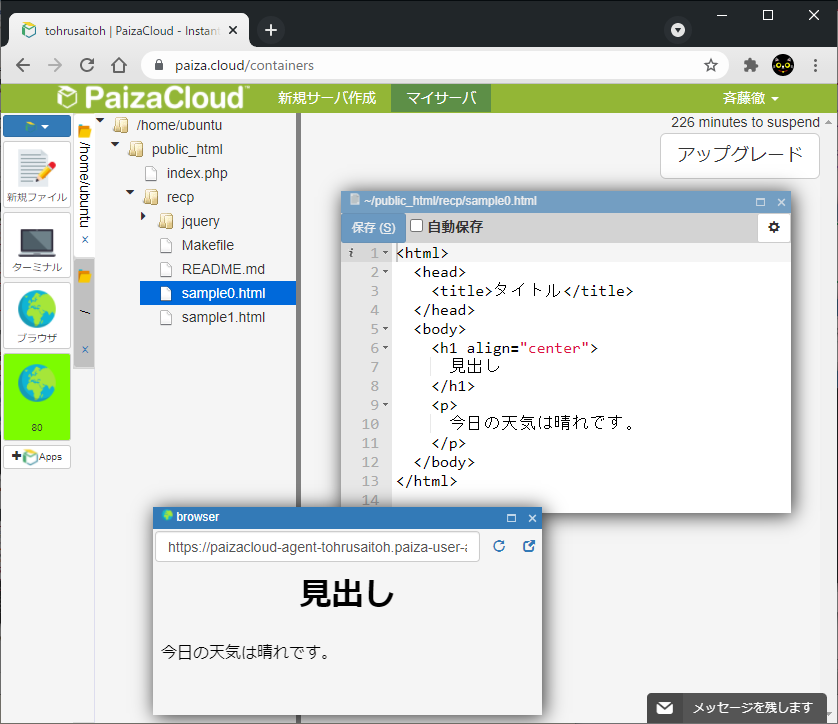 tohrusaitoh | PaizaCloud - Instant
paiza.cloud/containers
PaizaCloud 新規サーバ作成 マイサーバ 斉藤徹
226 minutes to suspend
アップグレード
新規ファイル
ターミナル
ブラウザ
80
Apps
/home/ubuntu
x
/
x
/home/ubuntu
public_html
index.php
recp
jquery
Makefile
README.md
sample0.html
sample1.html
~/public_html/recp/sample0.html
保存 (S) 自動保存
i 1 <html>
2 <head>
3 <title>タイトル</title>
4 </head>
5 <body>
6 <h1 align="center">
7 見出し
8 </h1>
9 <p>
10 今日の天気は晴れです。
11 </p>
12 </body>
13 </html>
14
browser
https://paizacloud-agent-tohrusaitoh.paiza-user-a
見出し
今日の天気は晴れです。
メッセージを残します